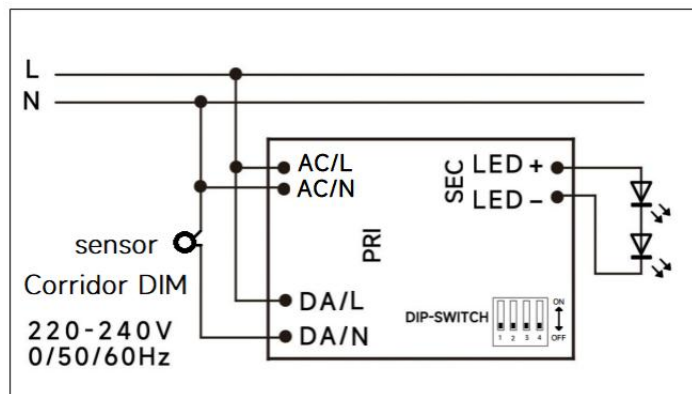 L
N
AC/L
AC/N
SEC
LED +
LED -
PRI
sensor
Corridor DIM
220-240V
0/50/60Hz
DA/L
DA/N
DIP-SWITCH
ON
OFF
1 2 3 4